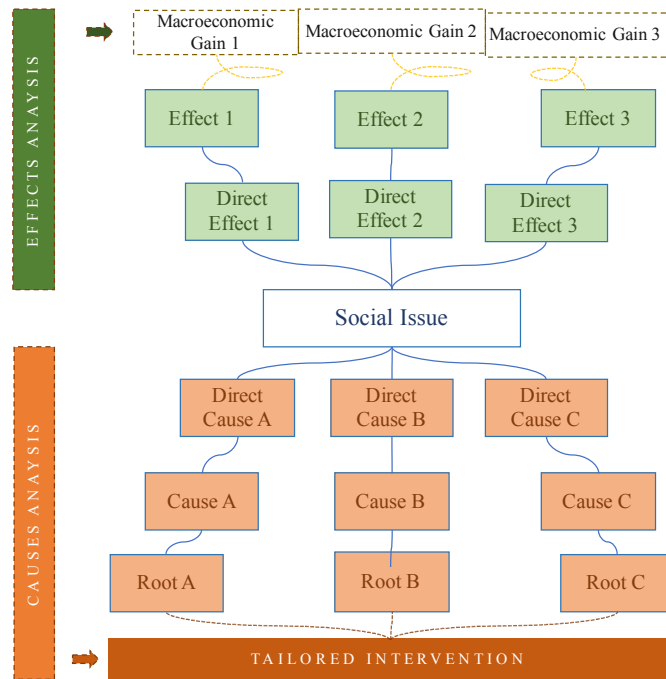 EFFECTS ANALYSIS
Macroeconomic
Gain 1
Macroeconomic Gain 2
Macroeconomic Gain 3
Effect 1
Effect 2
Effect 3
Direct
Effect 1
Direct
Effect 2
Direct
Effect 3
Social Issue
CAUSES ANALYSIS
Direct
Cause A
Direct
Cause B
Direct
Cause C
Cause A
Cause B
Cause C
Root A
Root B
Root C
TAILORED INTERVENTION